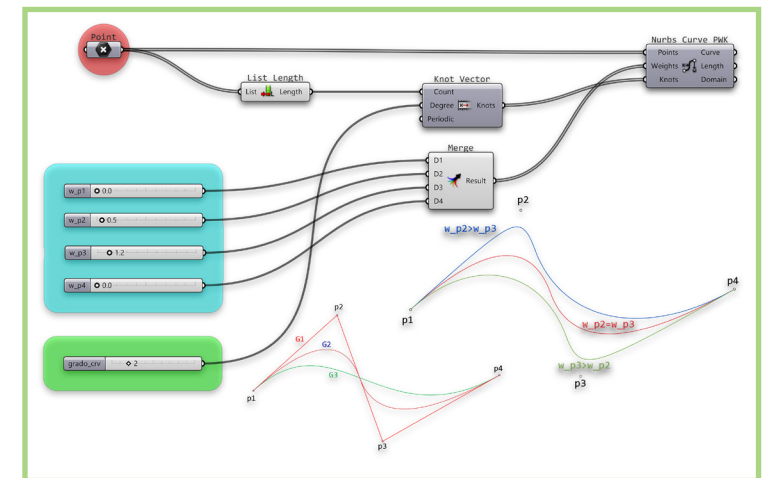 Point
Nurbs Curve PWK
Points Curve
Weights Length
Knots Domain
List Length
List Length
Knot Vector
Count
Degree Knots
Periodic
Merge
D1
D2
D3
D4
Result
w_p1 0.0
w_p2 0.5
w_p3 1.2
w_p4 0.0
grado_crv 2
p2
w_p2>w_p3
p4
p1
w_p2=w_p3
w_p3>w_p2
p3
p2
G1
G2
G3
p4
p1
p3